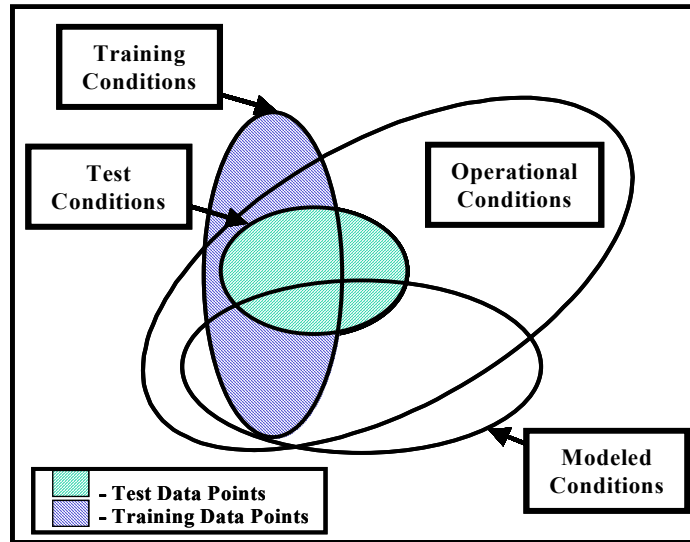 Training
Conditions
Test
Conditions
Operational
Conditions
Modeled
Conditions
- Test Data Points
- Training Data Points